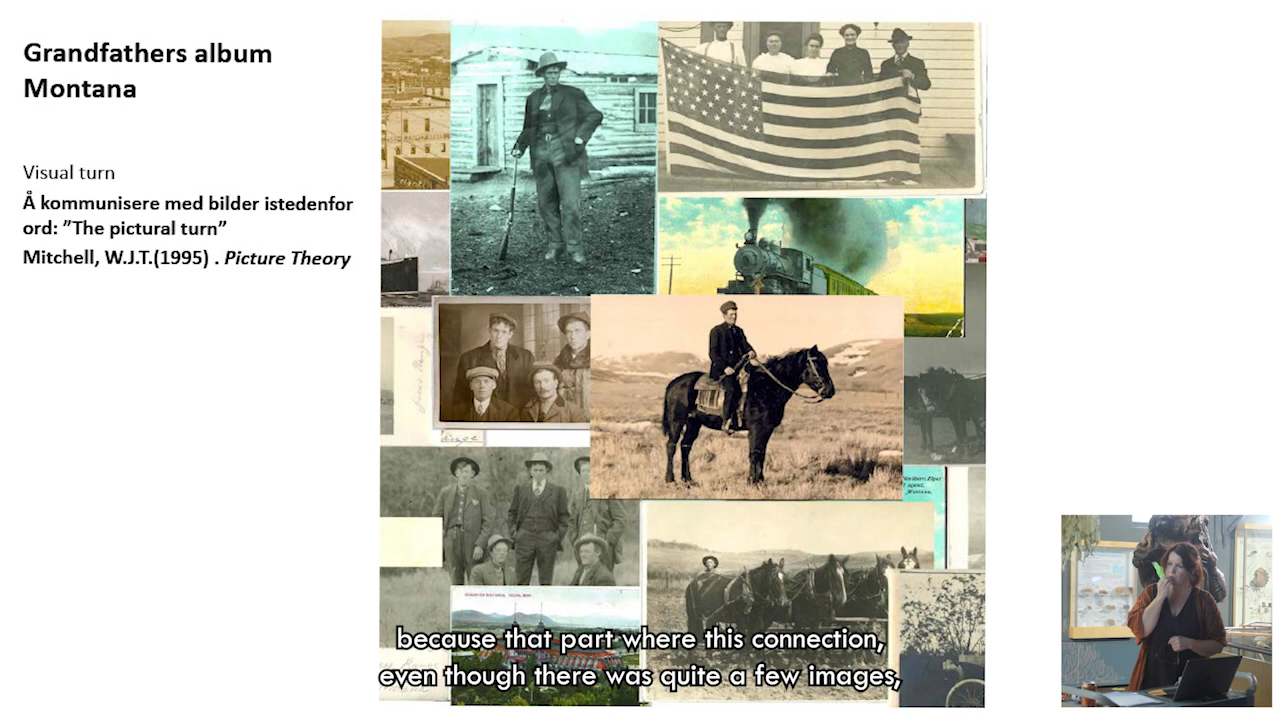 Grandfathers album
Montana
Visual turn
Å kommunisere med bilder istedenfor
ord: ”The pictural turn”
Mitchell, W.J.T.(1995) . Picture Theory
Montana.
because that part where this connection,
even though there was quite a few images,